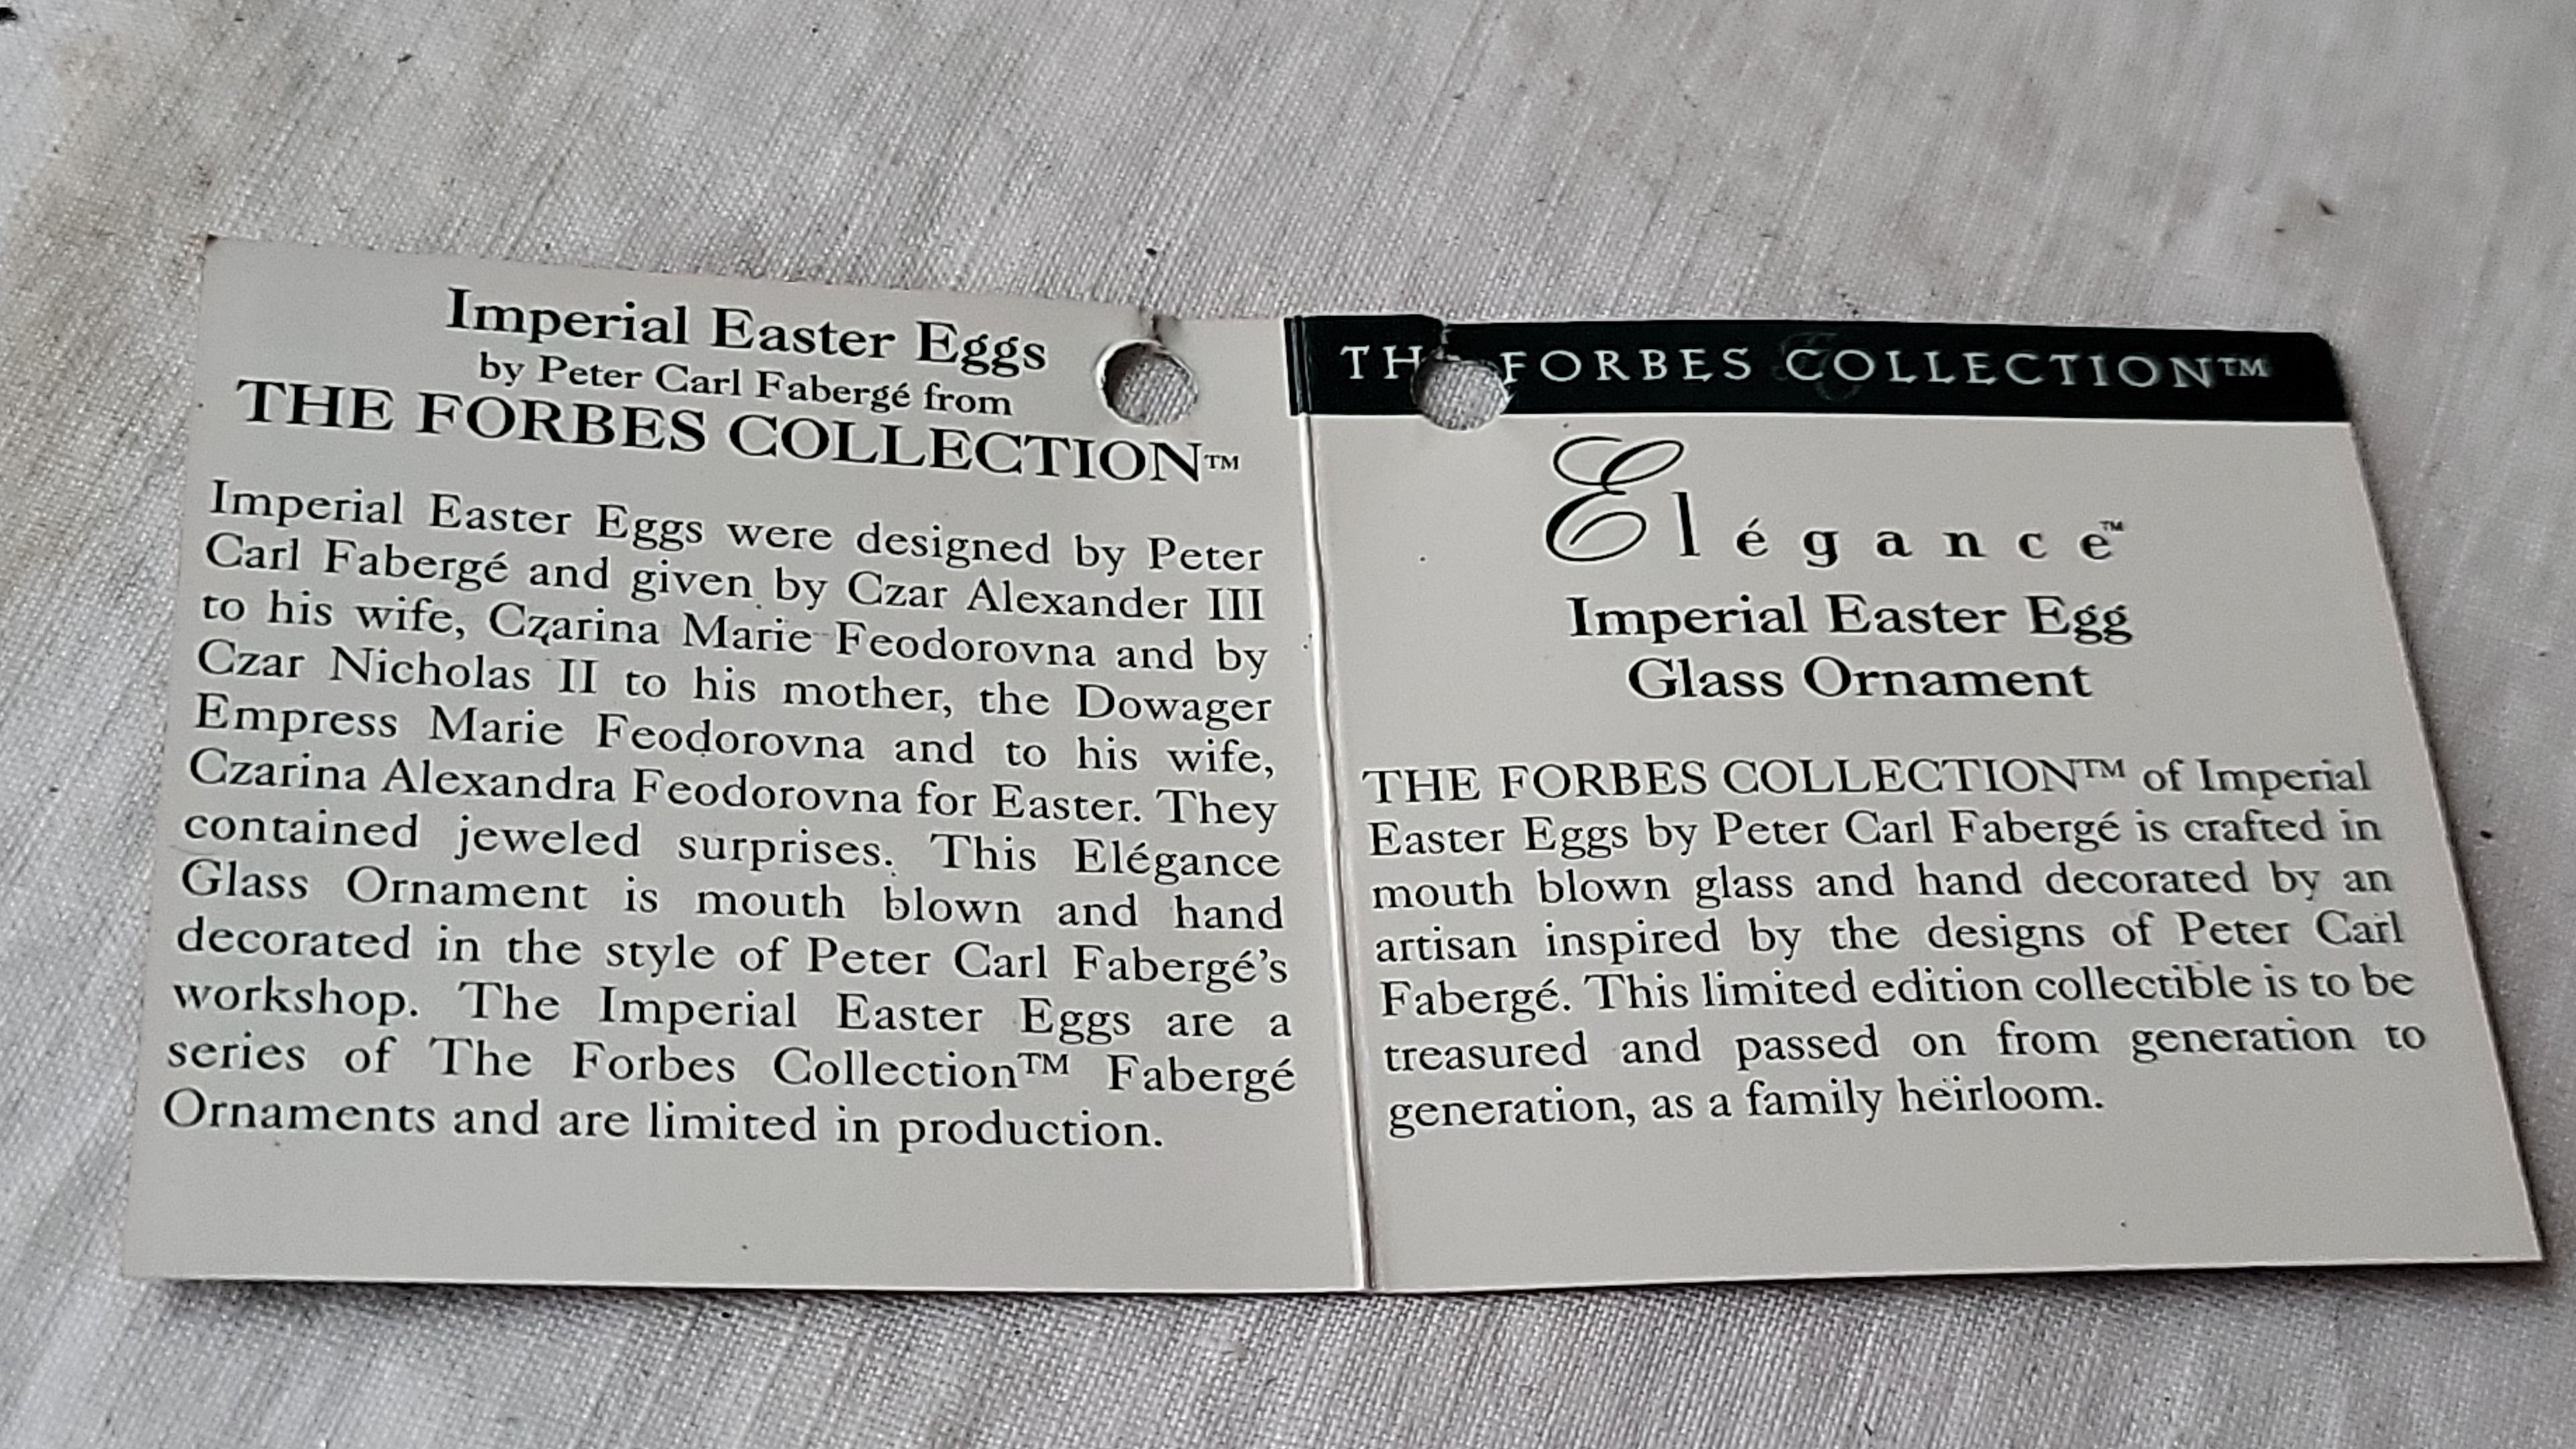 Imperial Easter Eggs
by Peter Carl Fabergé from
THE FORBES COLLECTION™
Imperial Easter Eggs were designed by Peter
Carl Fabergé and given by Czar Alexander III
to his wife, Czarina Marie Feodorovna and by
Czar Nicholas II to his mother, the Dowager
Empress Marie Feodorovna and to his wife,
Czarina Alexandra Feodorovna for Easter. They
contained jeweled surprises. This Elégance
Glass Ornament is mouth blown and hand
decorated in the style of Peter Carl Fabergé's
workshop. The Imperial Easter Eggs are a
series of The Forbes Collection™ Fabergé
Ornaments and are limited in production.
TH FORBES COLLECTION™
Elégance™
Imperial Easter Egg
Glass Ornament
THE FORBES COLLECTION™ of Imperial
Easter Eggs by Peter Carl Fabergé is crafted in
mouth blown glass and hand decorated by an
artisan inspired by the designs of Peter Carl
Fabergé. This limited edition collectible is to be
treasured and passed on from generation to
generation, as a family heirloom.